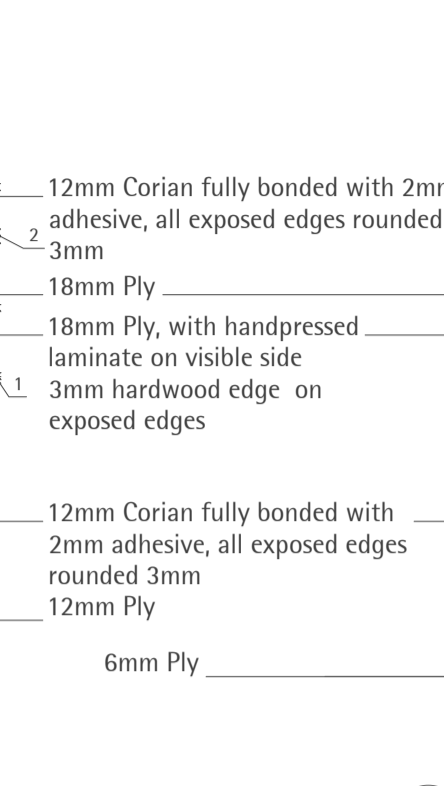 12mm Corian fully bonded with
adhesive, all exposed edges rounded
2
3mm
18mm Ply
18mm Ply, with handpressed
laminate on visible side
1
3mm hardwood edge on
exposed edges
12mm Corian fully bonded with
2mm adhesive, all exposed edges
rounded 3mm
12mm Ply
6mm Ply